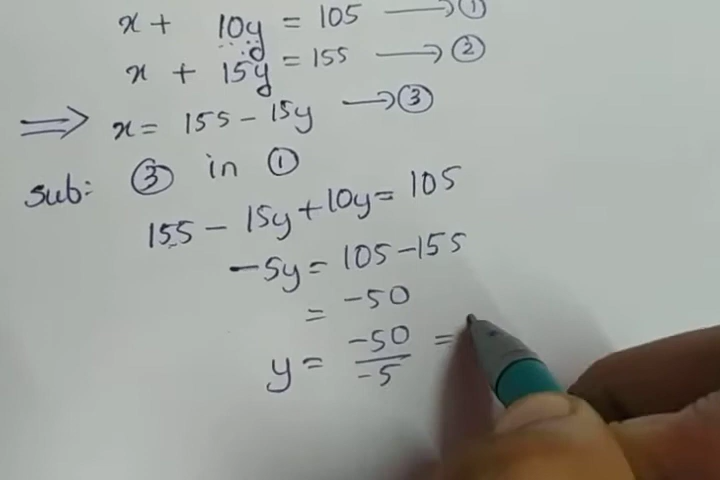 x + 10y = 105 → ①
x + 15y = 155 → ②
⇒ x = 155 - 15y → ③
Sub: ③ in ①
155 - 15y + 10y = 105
-5y = 105 - 155
= -50
y = -50/-5 =